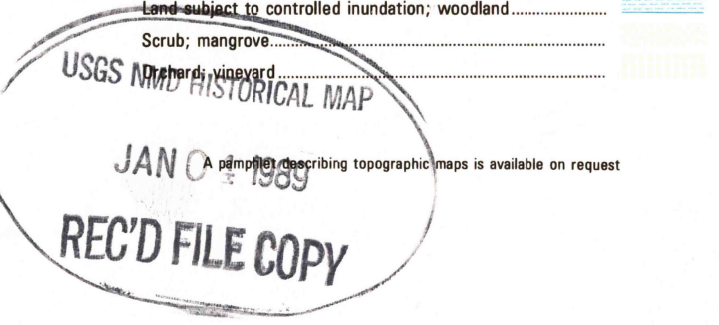 Land subject to controlled inundation; woodland
Scrub; mangrove
Orchard; vineyard
USGS NMD HISTORICAL MAP
A pamphlet describing topographic maps is available on request
JAN 04 1989
REC'D FILE COPY